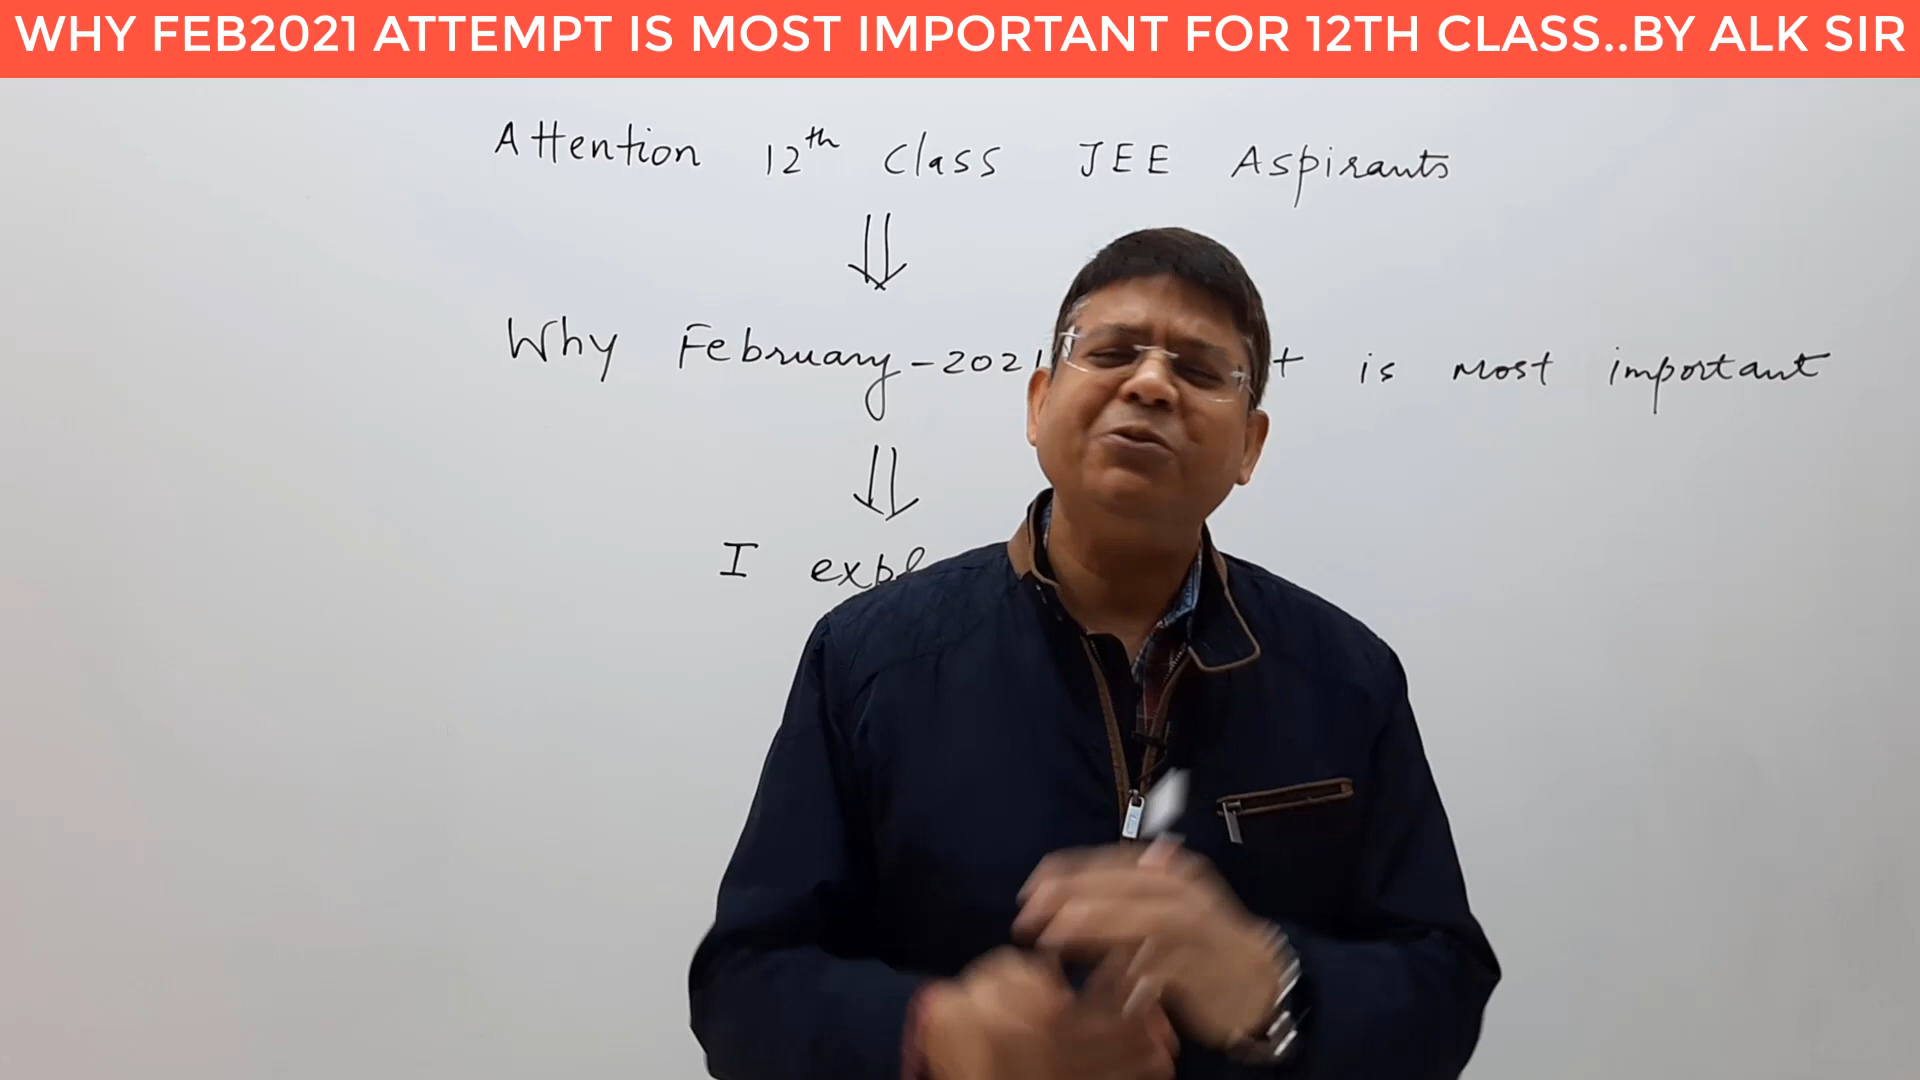 WHY FEB2021 ATTEMPT IS MOST IMPORTANT FOR 12TH CLASS..BY ALK SIR
Attention 12th Class JEE Aspirants
Why February-2021 t is most important
I expl